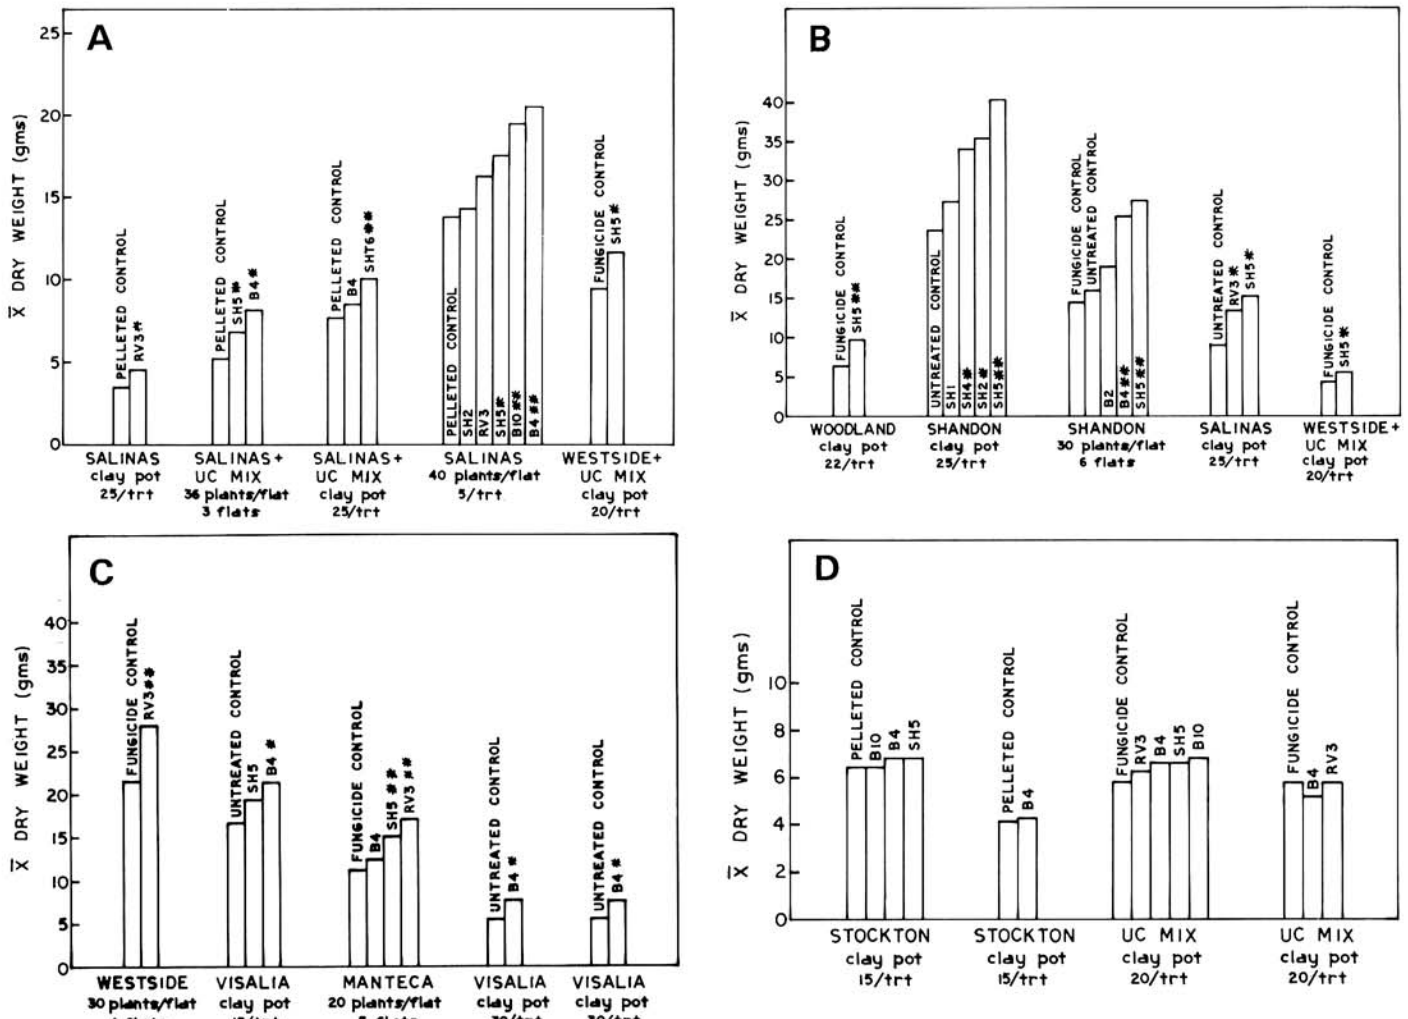 A
X̄ DRY WEIGHT (gms)
25
20
15
10
5
0
PELLETED CONTROL
RV3*
PELLETED CONTROL
SH5*
B4*
PELLETED CONTROL
B4
SHT6**
PELLETED CONTROL
SH2
RV3
SH5*
B10**
B4**
FUNGICIDE CONTROL
SH5*
SALINAS
clay pot
25/trt
SALINAS+
UC MIX
36 plants/flat
3 flats
SALINAS+
UC MIX
clay pot
25/trt
SALINAS
40 plants/flat
5/trt
WESTSIDE+
UC MIX
clay pot
20/trt
B
X̄ DRY WEIGHT (gms)
40
35
30
25
20
15
10
5
0
FUNGICIDE CONTROL
SH5**
UNTREATED CONTROL
SH1
SH4*
SH2*
SH5**
FUNGICIDE CONTROL
UNTREATED CONTROL
B2
B4**
SH5**
UNTREATED CONTROL
RV3*
SH5*
FUNGICIDE CONTROL
SH5*
WOODLAND
clay pot
22/trt
SHANDON
clay pot
25/trt
SHANDON
30 plants/flat
6 flats
SALINAS
clay pot
25/trt
WESTSIDE+
UC MIX
clay pot
20/trt
C
X̄ DRY WEIGHT (gms)
40
35
30
25
20
15
10
5
0
FUNGICIDE CONTROL
RV3**
UNTREATED CONTROL
SH5
B4*
FUNGICIDE CONTROL
B4
SH5**
RV3**
UNTREATED CONTROL
B4*
UNTREATED CONTROL
B4*
WESTSIDE
30 plants/flat
VISALIA
clay pot
MANTECA
20 plants/flat
VISALIA
clay pot
VISALIA
clay pot
D
X̄ DRY WEIGHT (gms)
10
8
6
4
2
0
PELLETED CONTROL
B10
B4
SH5
PELLETED CONTROL
B4
FUNGICIDE CONTROL
RV3
B4
SH5
B10
FUNGICIDE CONTROL
B4
RV3
STOCKTON
clay pot
15/trt
STOCKTON
clay pot
15/trt
UC MIX
clay pot
20/trt
UC MIX
clay pot
20/trt